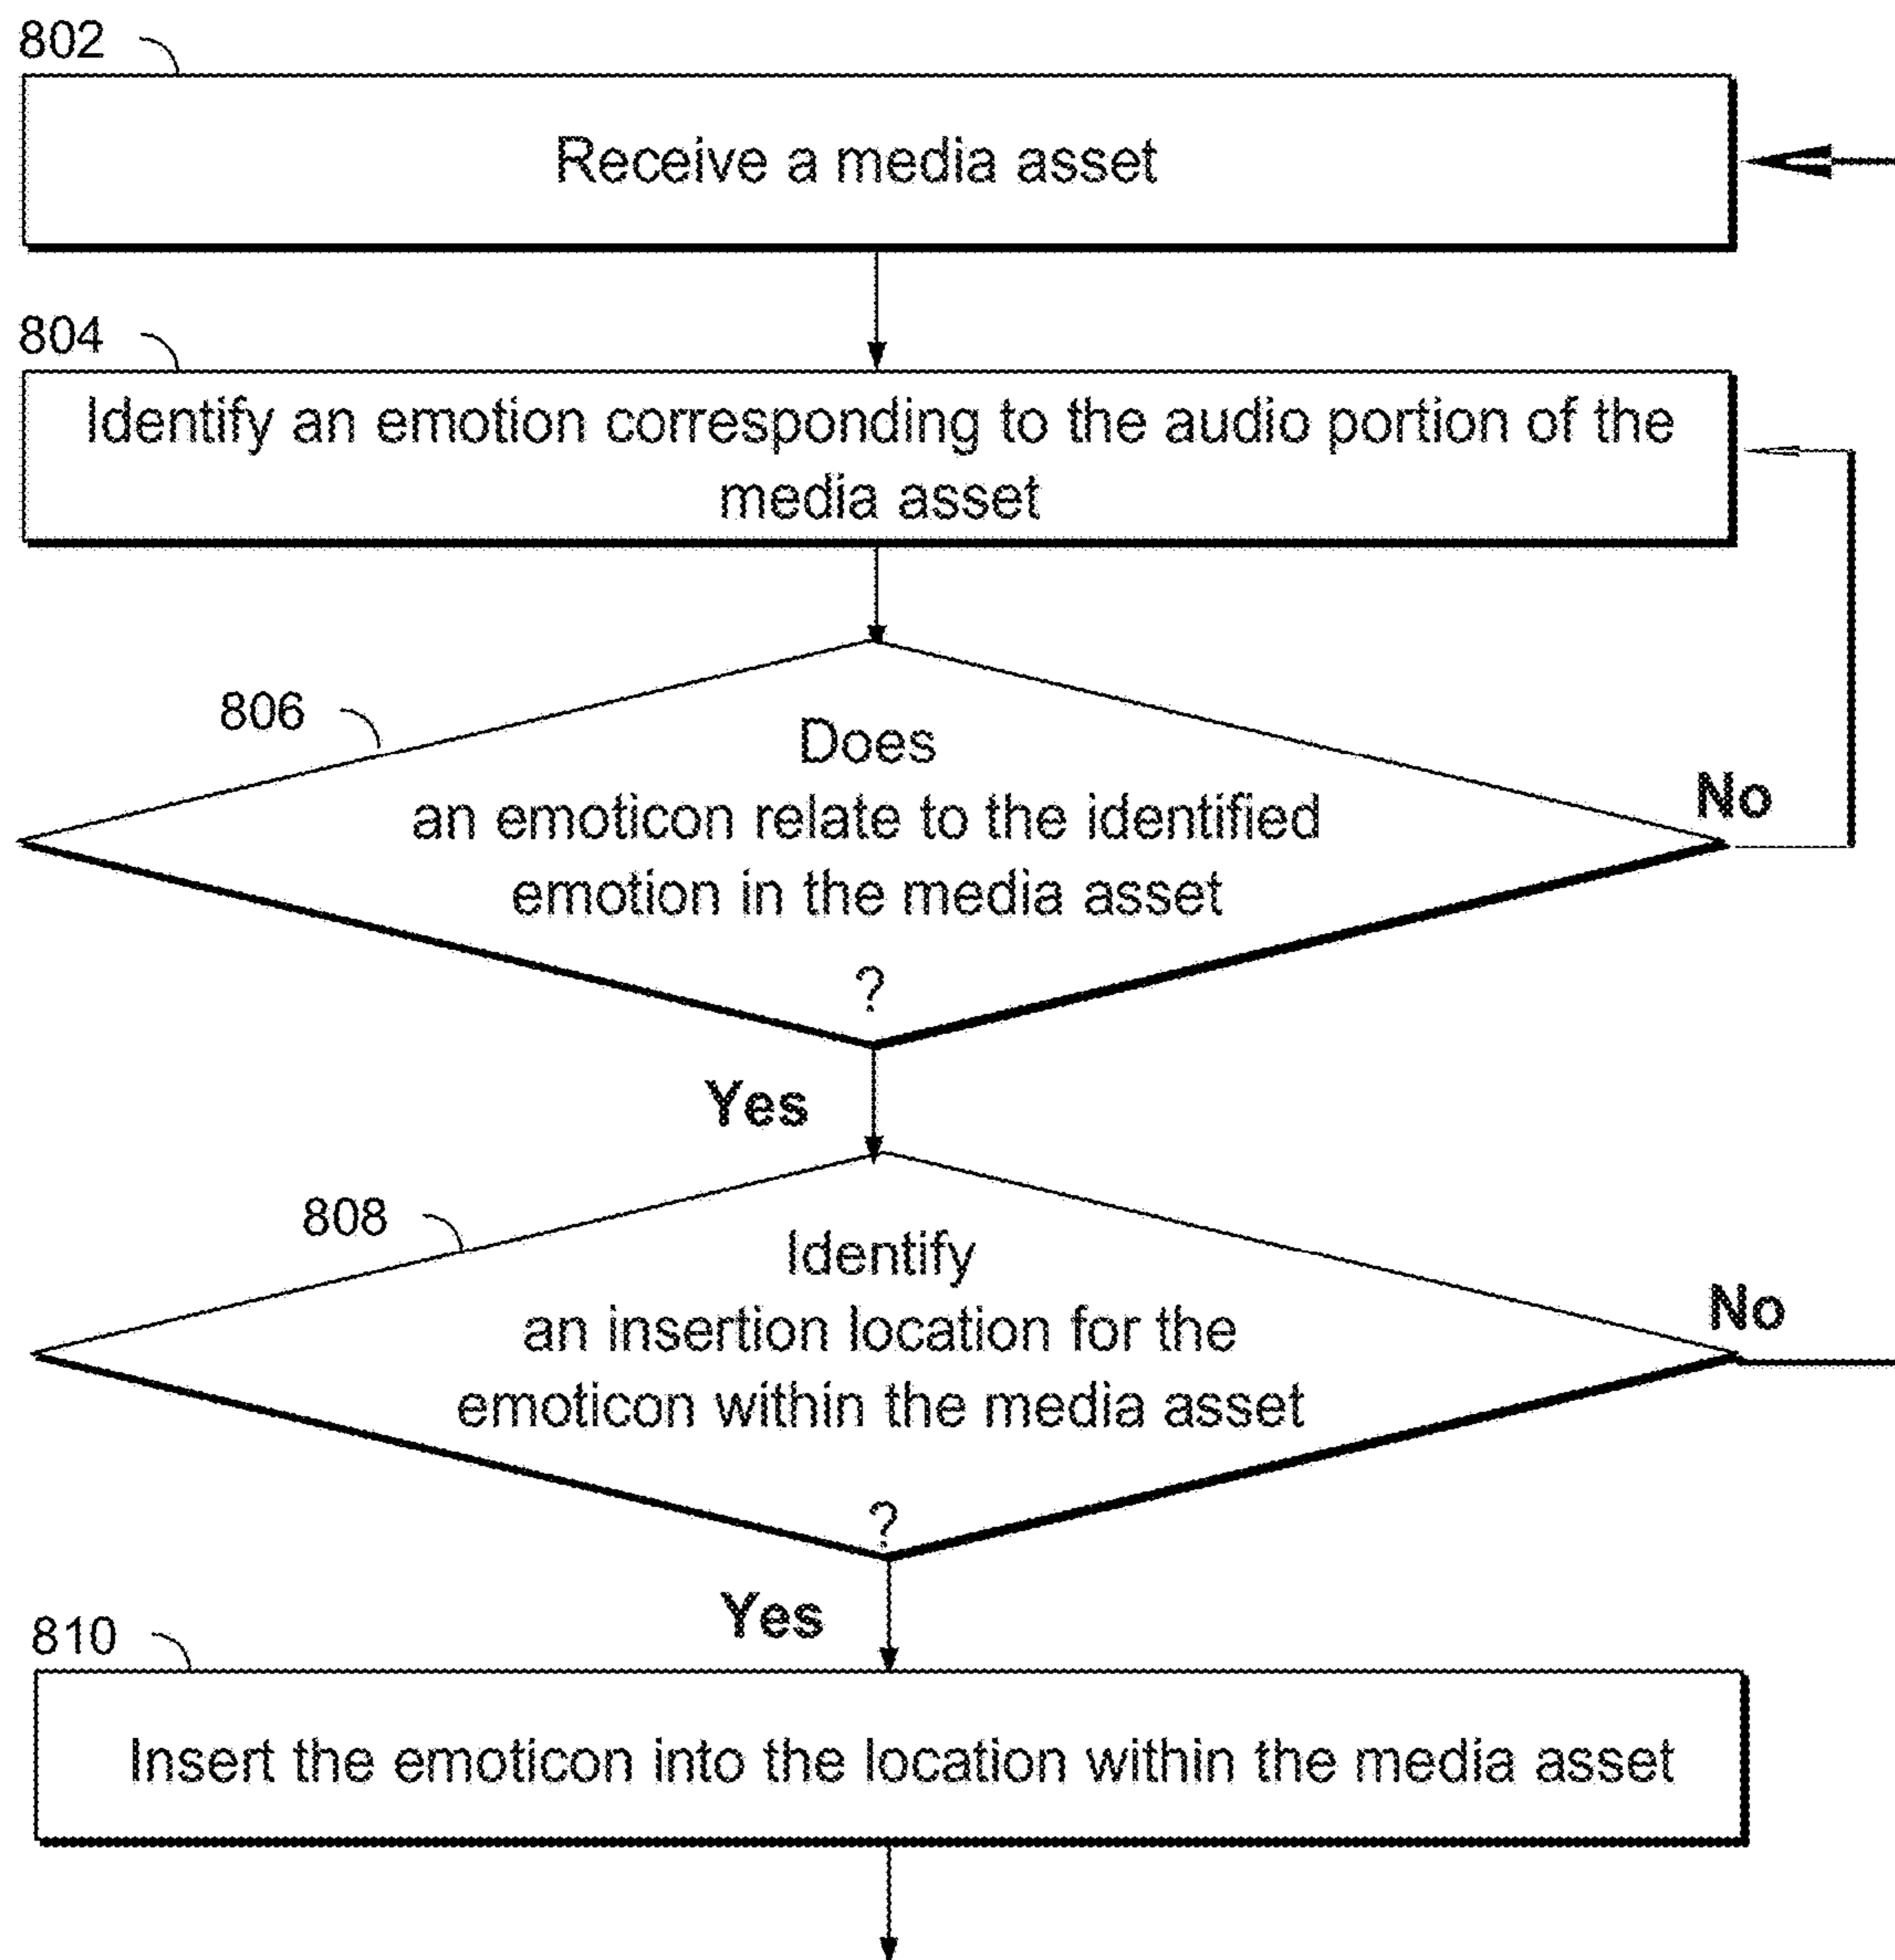 802
Receive a media asset
804
Identify an emotion corresponding to the audio portion of the
media asset
806
Does
an emoticon relate to the identified
emotion in the media asset
?
No
Yes
808
Identify
an insertion location for the
emoticon within the media asset
?
No
Yes
810
Insert the emoticon into the location within the media asset